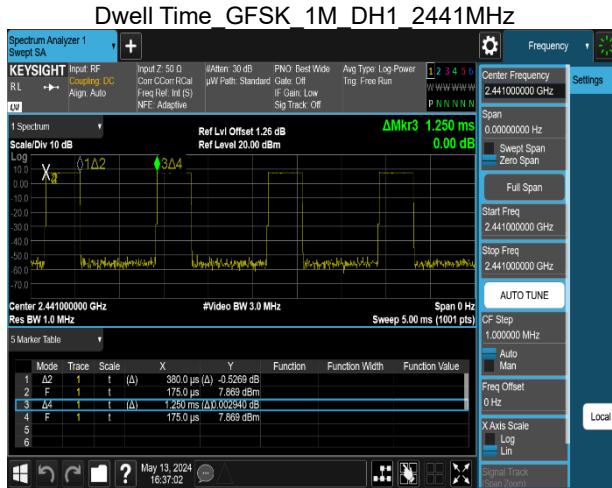 Dwell Time_GFSK_1M_DH1_2441MHz
Spectrum Analyzer 1
Swept SA
+
Frequency
KEYSIGHT
RL
Input: RF
Coupling: DC
Align: Auto
Input Z: 50 Ω
Corr CCorr RCal
Freq Ref: Int (S)
NFE: Adaptive
#Atten: 30 dB
µW Path: Standard
PNO: Best Wide
Gate: Off
IF Gain: Low
Sig Track: Off
Avg Type: Log-Power
Trig: Free Run
1 2 3 4 5 6
W W W W W W
P N N N N N
Center Frequency
2.441000000 GHz
Settings
1 Spectrum
Scale/Div 10 dB
Log
Ref Lvl Offset 1.26 dB
Ref Level 20.00 dBm
ΔMkr3 1.250 ms
0.00 dB
10.0
0.00
-10.0
-20.0
-30.0
-40.0
-50.0
-60.0
-70.0
1Δ2
3Δ4
Center 2.441000000 GHz
Res BW 1.0 MHz
#Video BW 3.0 MHz
Span 0 Hz
Sweep 5.00 ms (1001 pts)
Span
0.00000000 Hz
Swept Span
Zero Span
Full Span
Start Freq
2.441000000 GHz
Stop Freq
2.441000000 GHz
AUTO TUNE
CF Step
1.000000 MHz
Auto
Man
Freq Offset
0 Hz
X Axis Scale
Log
Lin
Signal Track
(Span Zoom)
Local
5 Marker Table
Mode Trace Scale X Y Function Function Width Function Value
1 Δ2 1 t (Δ) 380.0 µs (Δ) -0.5269 dB
2 F 1 t 175.0 µs 7.869 dBm
3 Δ4 1 t (Δ) 1.250 ms (Δ) 0.002940 dB
4 F 1 t 175.0 µs 7.869 dBm
5
6
?
May 13, 2024
16:37:02